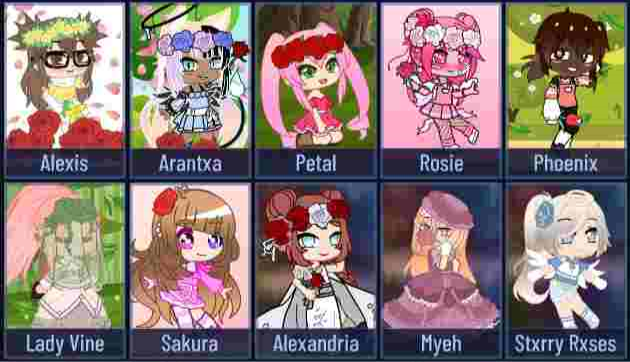 Alexis
Arantxa
Petal
Rosie
Phoenix
Lady Vine
Sakura
Alexandria
Myeh
Stxrry Rxses